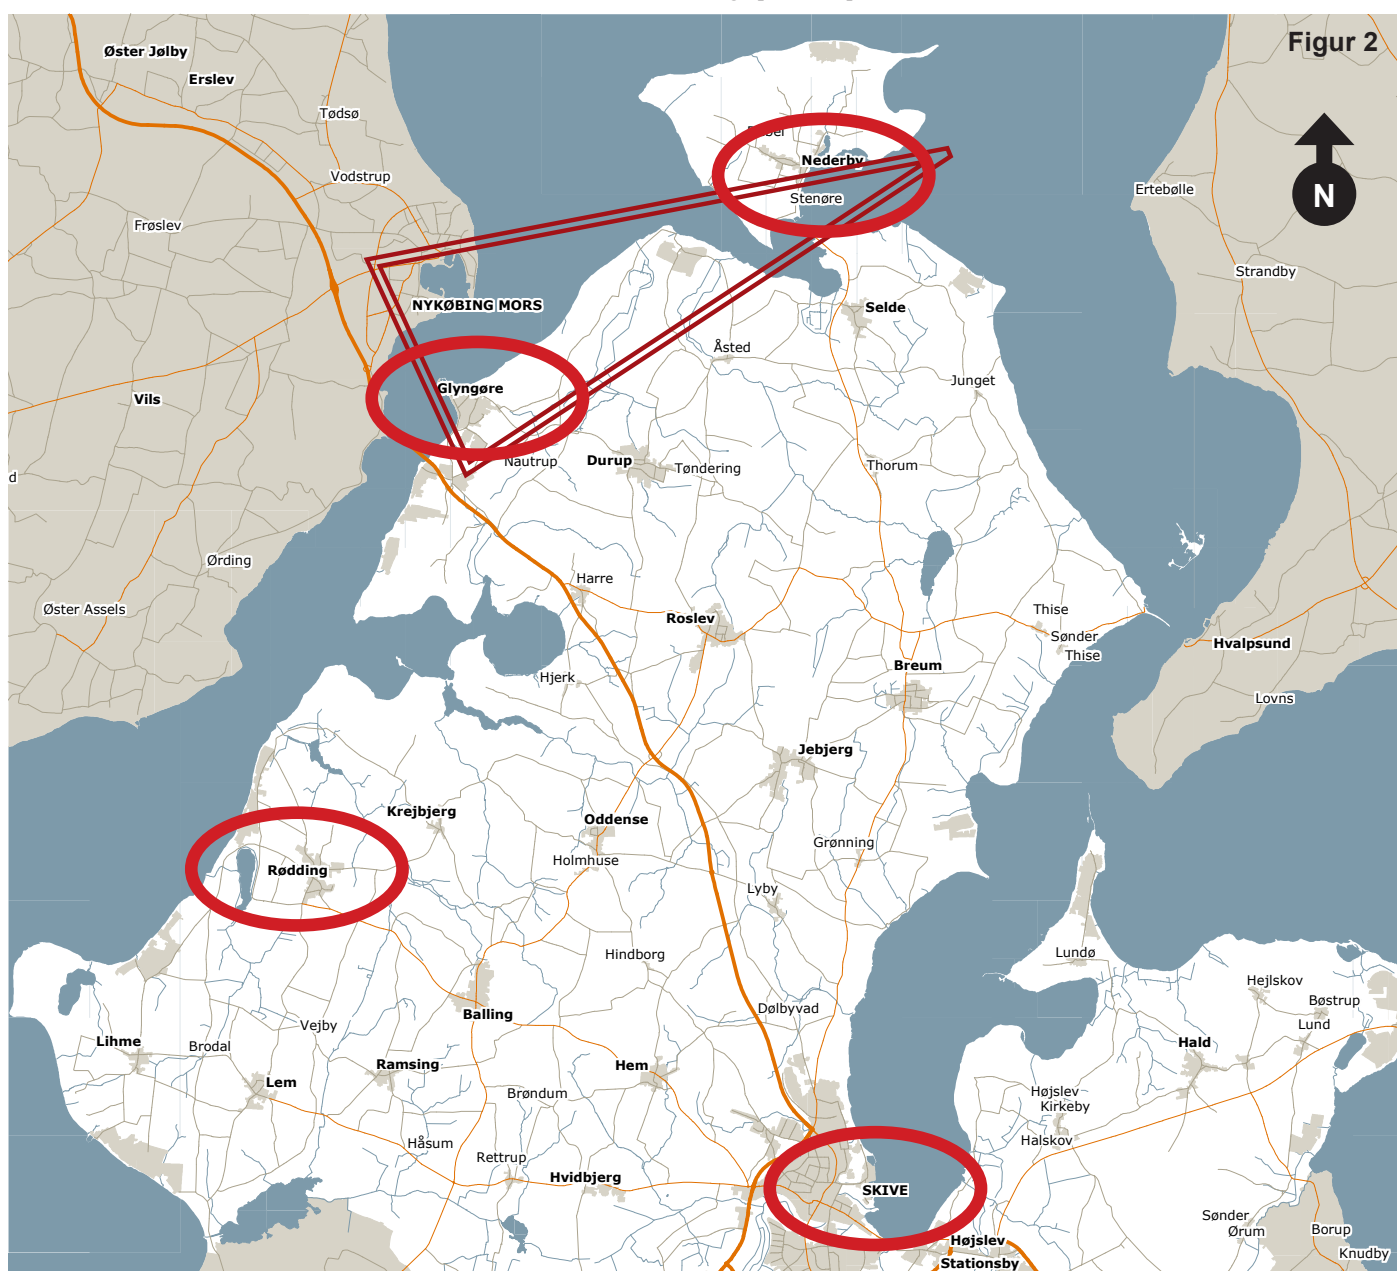 Figur 2
Øster Jølby
Erslev
Tødsø
Nederby
Vodstrup
Ertebølle
N
Stenøre
Frøslev
Strandby
NYKØBING MORS
Selde
Åsted
Junget
Glyngøre
Vils
Nautrup
Durup
Tøndering
Thorum
d
Ørding
Harre
Øster Assels
Roslev
Thise
Sønder
Thise
Hvalpsund
Breum
Hjerk
Lovns
Jebjerg
Krejbjerg
Oddense
Grønning
Holmhuse
Rødding
Lyby
Hindborg
Lundø
Hejlskov
Bøstrup
Dølbyvad
Balling
Vejby
Lund
Lihme
Brodal
Hald
Ramsing
Hem
Lem
Brøndum
Højslev
Kirkeby
Håsum
Halskov
Rettrup
Hvidbjerg
SKIVE
Sønder
Ørum
Borup
Højslev
Stationsby
Knudby